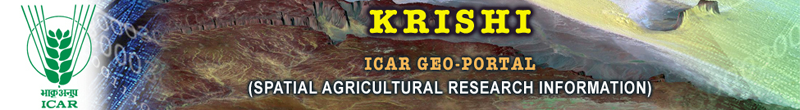 KRISHI
ICAR GEO-PORTAL
(SPATIAL AGRICULTURAL RESEARCH INFORMATION)
भाकृअनुप
ICAR